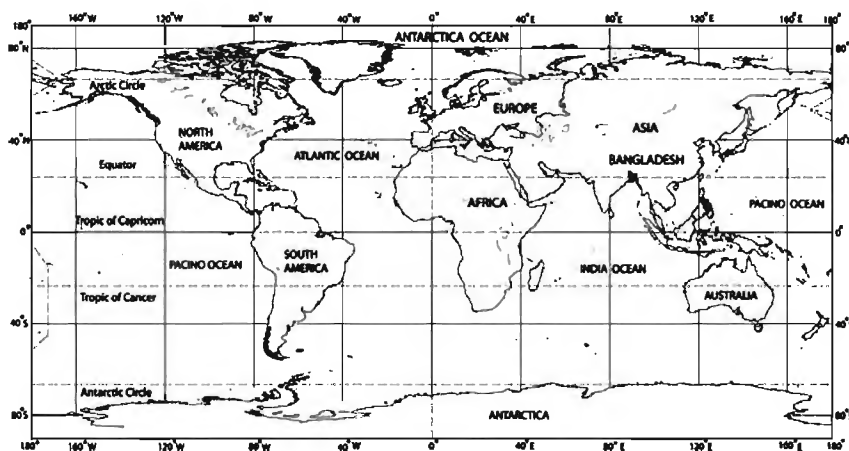 180° 160° W 120° W 80° W 40° W 0° 40° E 80° E 120° E 160° E 180°
ANTARCTICA OCEAN
80°N 80°N
Arctic Circle
EUROPE
NORTH
AMERICA
ASIA
40°N 40°N
ATLANTIC OCEAN
Equator
BANGLADESH
AFRICA
PACINO OCEAN
Tropic of Capricorn
0° 0°
SOUTH
AMERICA
PACINO OCEAN
INDIA OCEAN
Tropic of Cancer
AUSTRALIA
40°S 40°S
Antarctic Circle
80°S 80°S
ANTARCTICA
180° 160° W 120° W 80° W 40° W 0° 40° E 80° E 120° E 160° E 180°